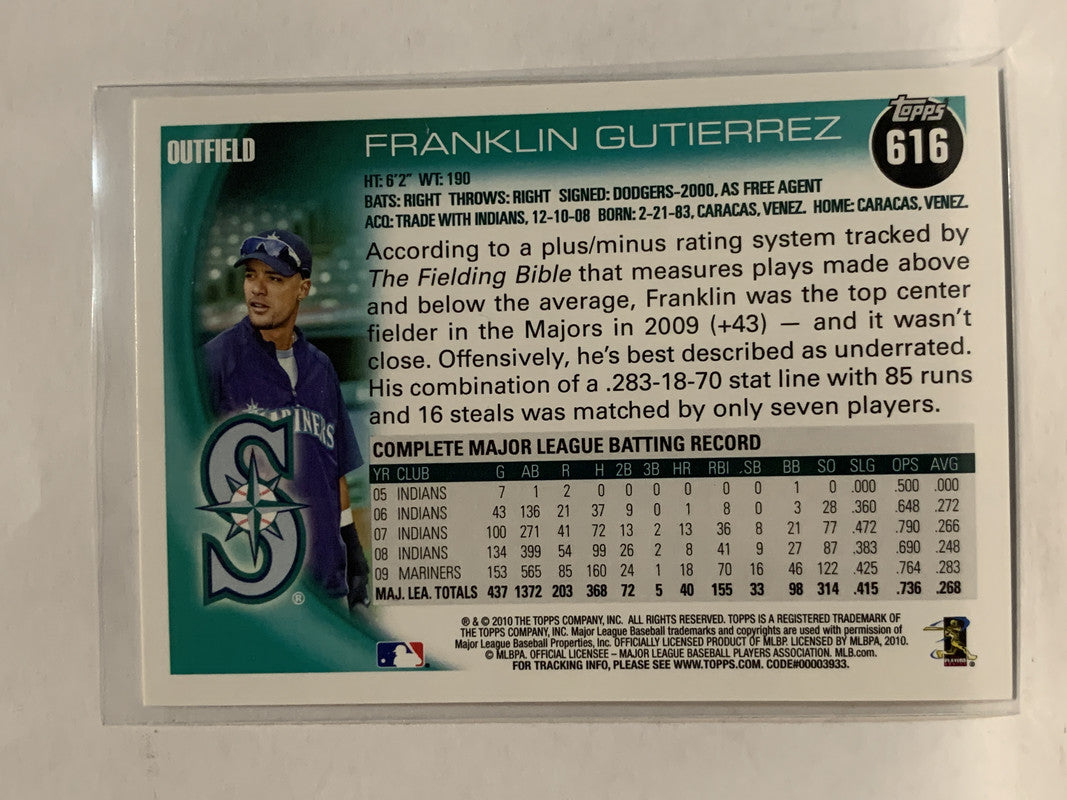 OUTFIELD
FRANKLIN GUTIERREZ
Topps
616
HT: 6'2" WT: 190
BATS: RIGHT THROWS: RIGHT SIGNED: DODGERS-2000, AS FREE AGENT
ACQ: TRADE WITH INDIANS, 12-10-08 BORN: 2-21-83, CARACAS, VENEZ. HOME: CARACAS, VENEZ.
According to a plus/minus rating system tracked by
The Fielding Bible that measures plays made above
and below the average, Franklin was the top center
fielder in the Majors in 2009 (+43) — and it wasn't
close. Offensively, he's best described as underrated.
His combination of a .283-18-70 stat line with 85 runs
and 16 steals was matched by only seven players.
MARINERS
S
®
COMPLETE MAJOR LEAGUE BATTING RECORD
YR CLUB G AB R H 2B 3B HR RBI .SB BB SO SLG OPS AVG
05 INDIANS 7 1 2 0 0 0 0 0 0 1 0 .000 .500 .000
06 INDIANS 43 136 21 37 9 0 1 8 0 3 28 .360 .648 .272
07 INDIANS 100 271 41 72 13 2 13 36 8 21 77 .472 .790 .266
08 INDIANS 134 399 54 99 26 2 8 41 9 27 87 .383 .690 .248
09 MARINERS 153 565 85 160 24 1 18 70 16 46 122 .425 .764 .283
MAJ. LEA. TOTALS 437 1372 203 368 72 5 40 155 33 98 314 .415 .736 .268
® & © 2010 THE TOPPS COMPANY, INC. ALL RIGHTS RESERVED. TOPPS IS A REGISTERED TRADEMARK OF
THE TOPPS COMPANY, INC. Major League Baseball trademarks and copyrights are used with permission of
Major League Baseball Properties, Inc. OFFICIALLY LICENSED PRODUCT OF MLBP. LICENSED BY MLBPA, 2010.
© MLBPA. OFFICIAL LICENSEE – MAJOR LEAGUE BASEBALL PLAYERS ASSOCIATION. MLB.com.
FOR TRACKING INFO, PLEASE SEE WWW.TOPPS.COM. CODE#00003933.
PLAYERS